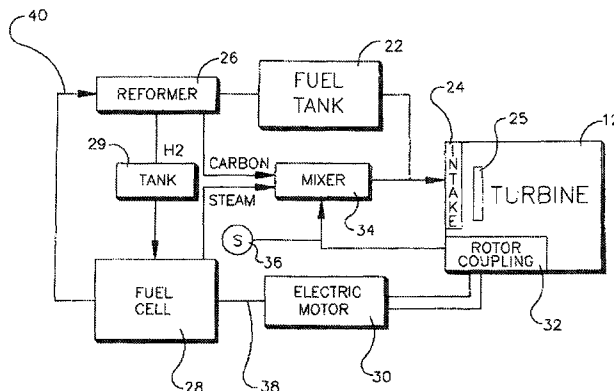 40
26
22
24
25
12
REFORMER
FUEL
TANK
INTAKE
TURBINE
29
H2
CARBON
TANK
STEAM
MIXER
34
S
36
ROTOR
COUPLING
32
FUEL
CELL
ELECTRIC
MOTOR
28
38
30